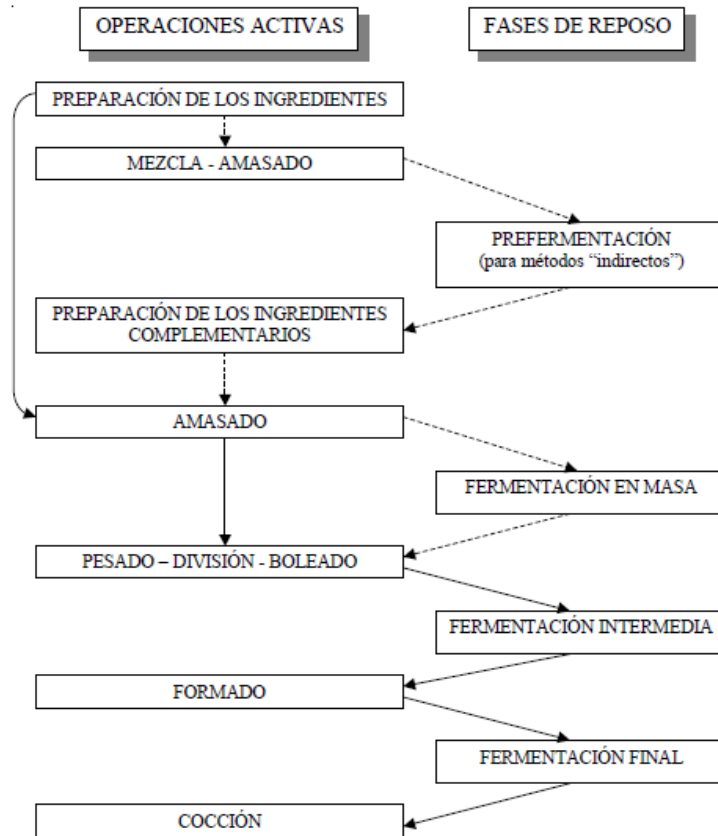 OPERACIONES ACTIVAS
FASES DE REPOSO
PREPARACIÓN DE LOS INGREDIENTES
MEZCLA - AMASADO
PREFERMENTACIÓN
(para métodos “indirectos”)
PREPARACIÓN DE LOS INGREDIENTES
COMPLEMENTARIOS
AMASADO
FERMENTACIÓN EN MASA
PESADO – DIVISIÓN - BOLEADO
FERMENTACIÓN INTERMEDIA
FORMADO
FERMENTACIÓN FINAL
COCCIÓN